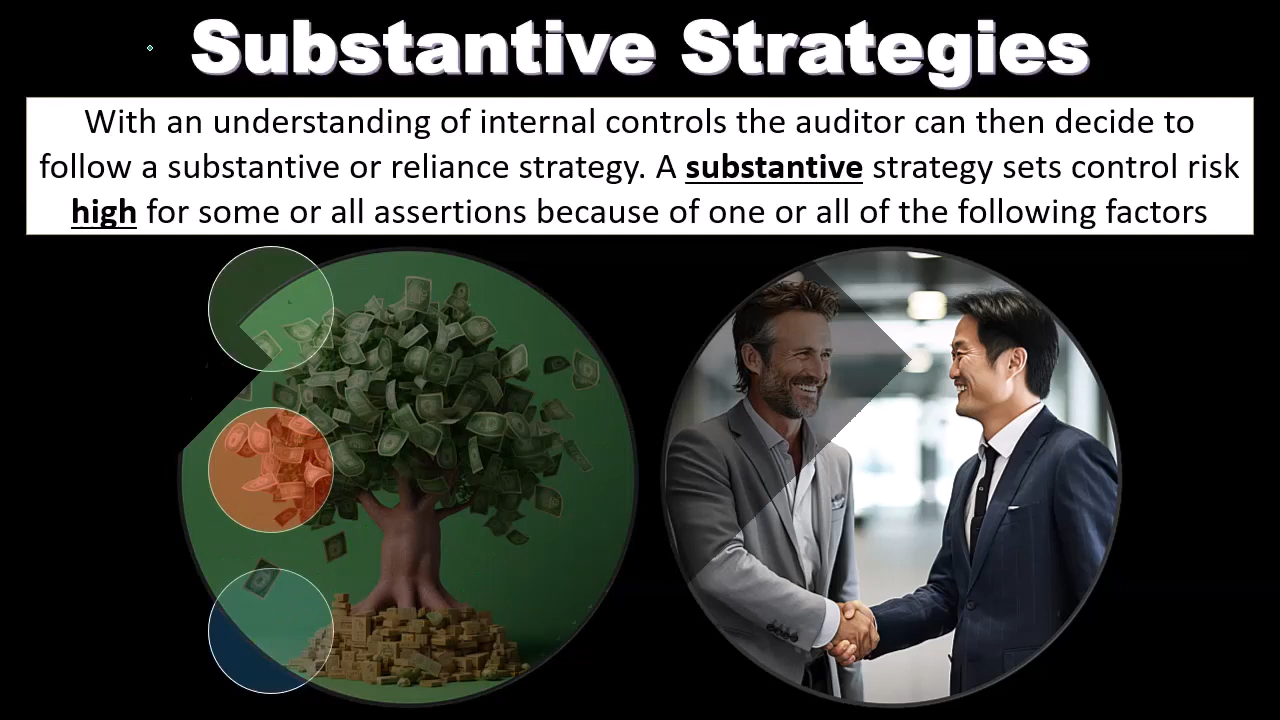 Substantive Strategies
With an understanding of internal controls the auditor can then decide to
follow a substantive or reliance strategy. A substantive strategy sets control risk
high for some or all assertions because of one or all of the following factors